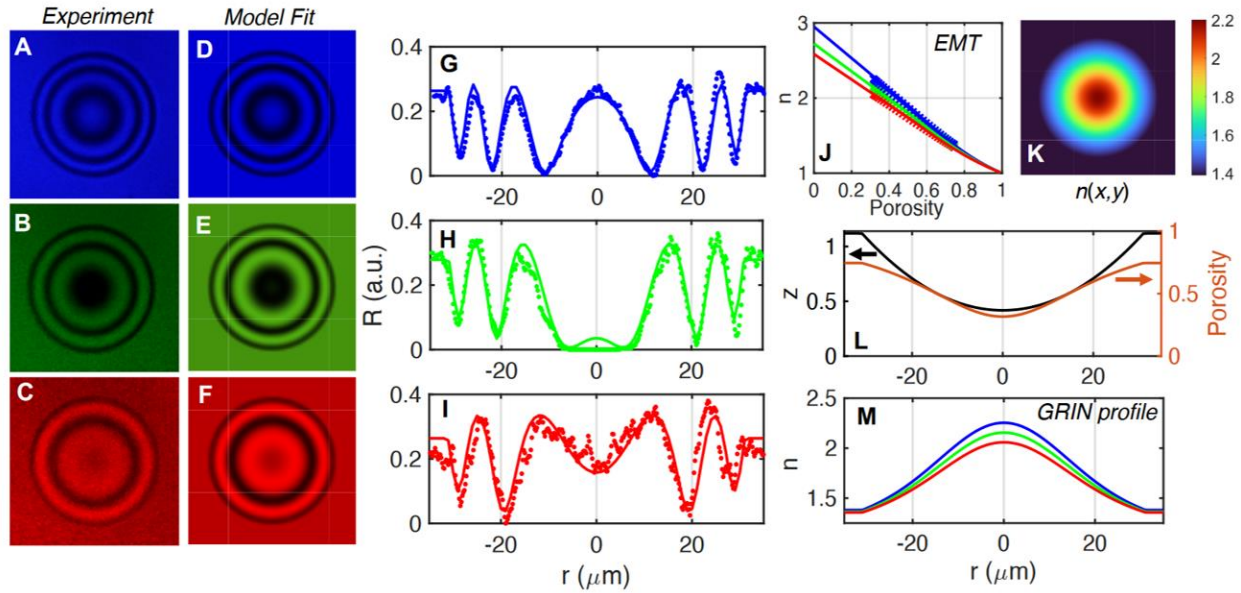 Experiment
Model Fit
A
D
B
E
C
F
G
0.4
0.2
0
-20
0
20
H
0.4
0.2
0
-20
0
20
R (a.u.)
I
0.4
0.2
0
-20
0
20
r (μm)
EMT
J
3
2
1
n
0
0.2
0.4
0.6
0.8
1
Porosity
K
n(x,y)
2.2
2
1.8
1.6
1.4
L
1
0.5
0
z
1
0.5
0
Porosity
-20
0
20
M
GRIN profile
2.5
2
1.5
n
-20
0
20
r (μm)